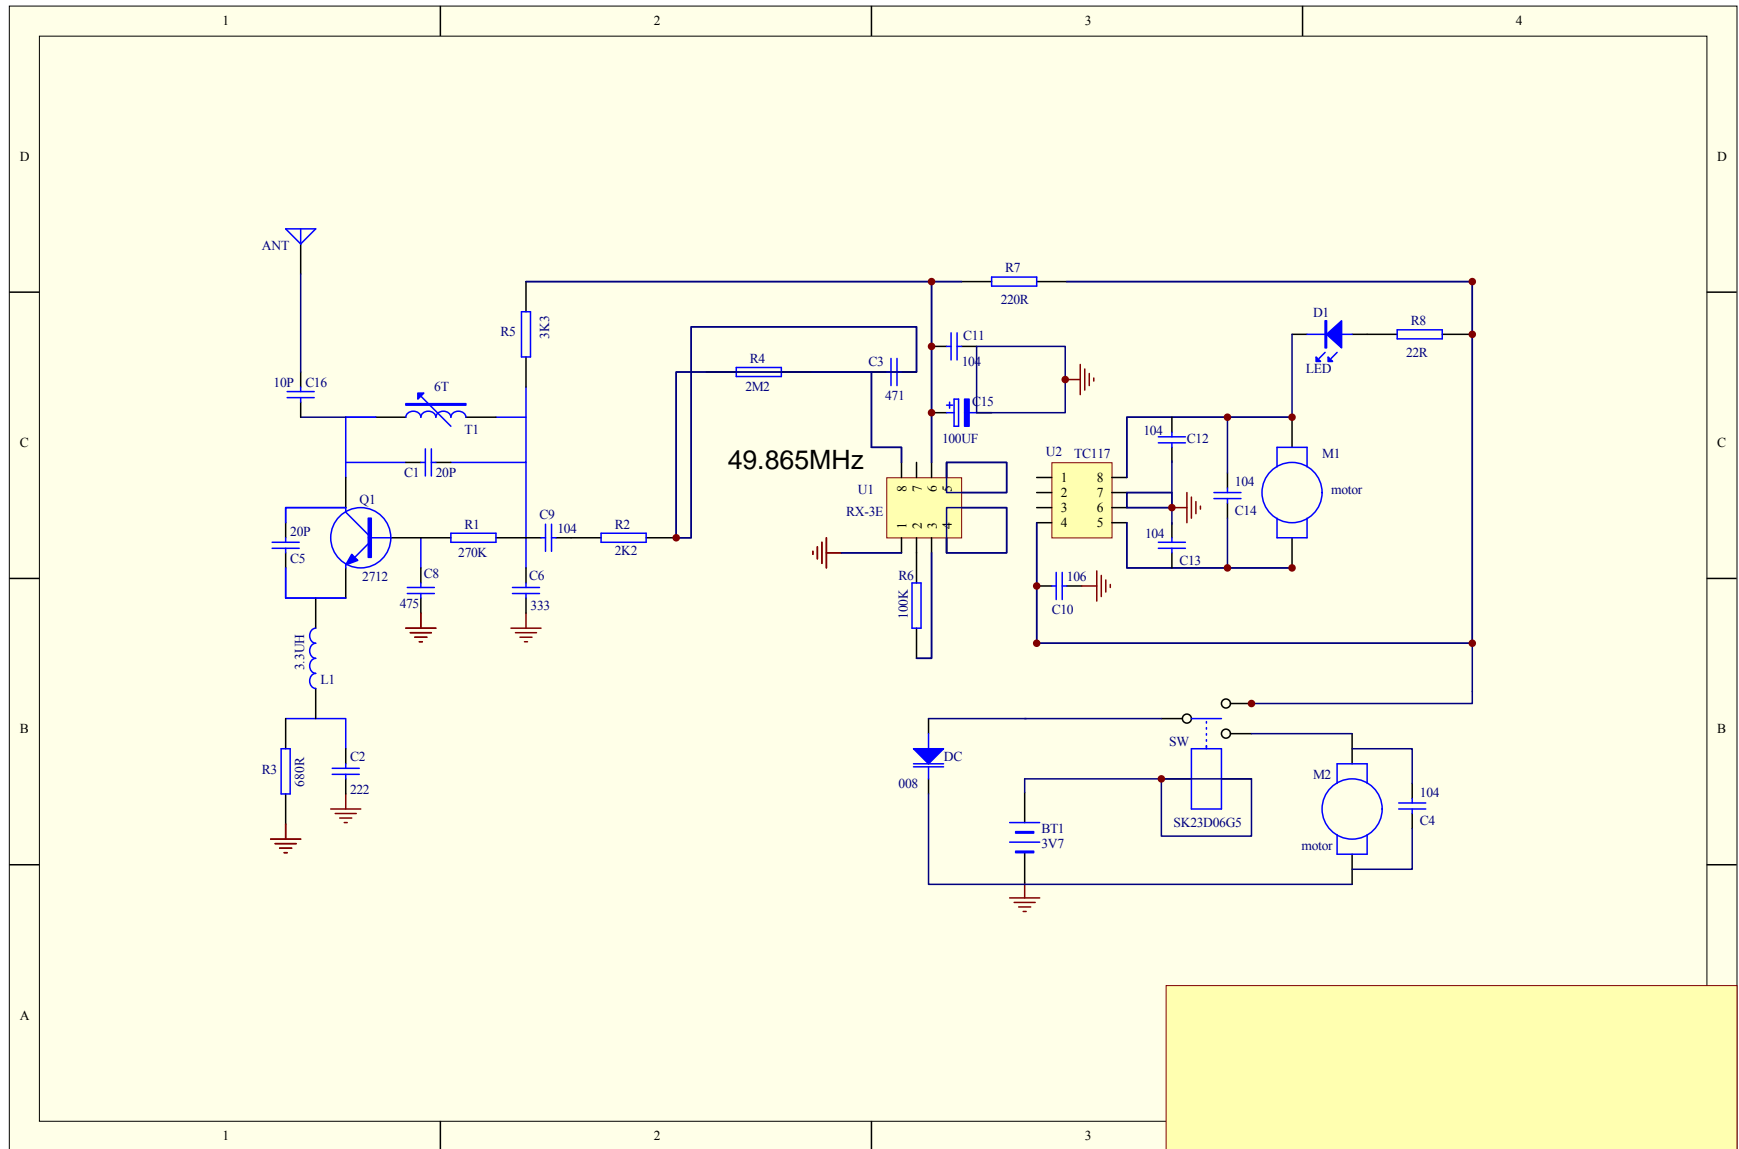 1 2 3 4
D D
ANT
R7
220R
D1
R8
LED
22R
R5 3K3
C11
104
R4
2M2
C3
471
10P C16
6T
T1
C15
100UF
C C
104 C12
U2 TC117
M1
motor
C1 20P
49.865MHz
U1
RX-3E
8 7 6 5
1 2 3 4
1 8
2 7
3 6
4 5
104
C14
104
C13
Q1
2712
20P
C5
R1
270K
C9
104
R2
2K2
C8
475
C6
333
R6
100K
106
C10
3.3UH
L1
B B
R3 680R
C2
222
DC
008
SW
SK23D06G5
M2
motor
104
C4
BT1
3V7
A
1 2 3